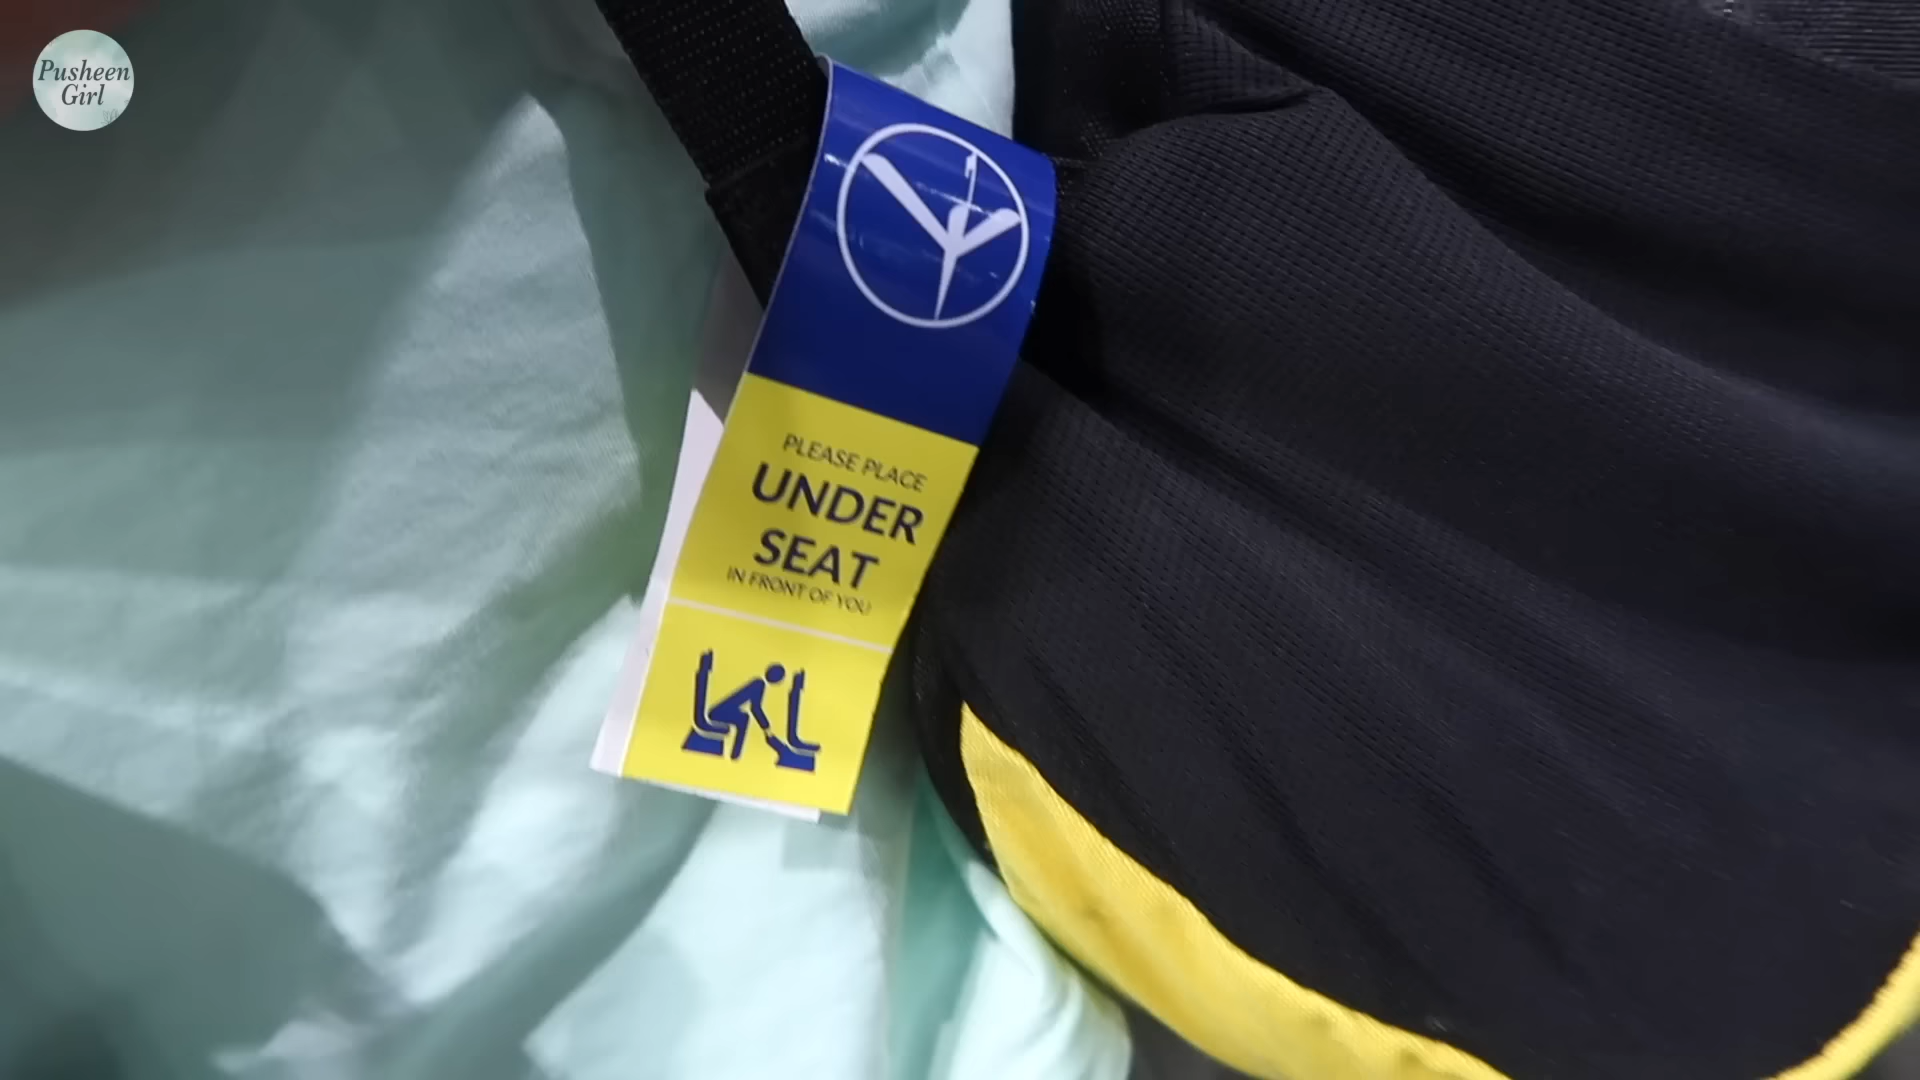 Pusheen
Girl
PLEASE PLACE
UNDER
SEAT
IN FRONT OF YOU